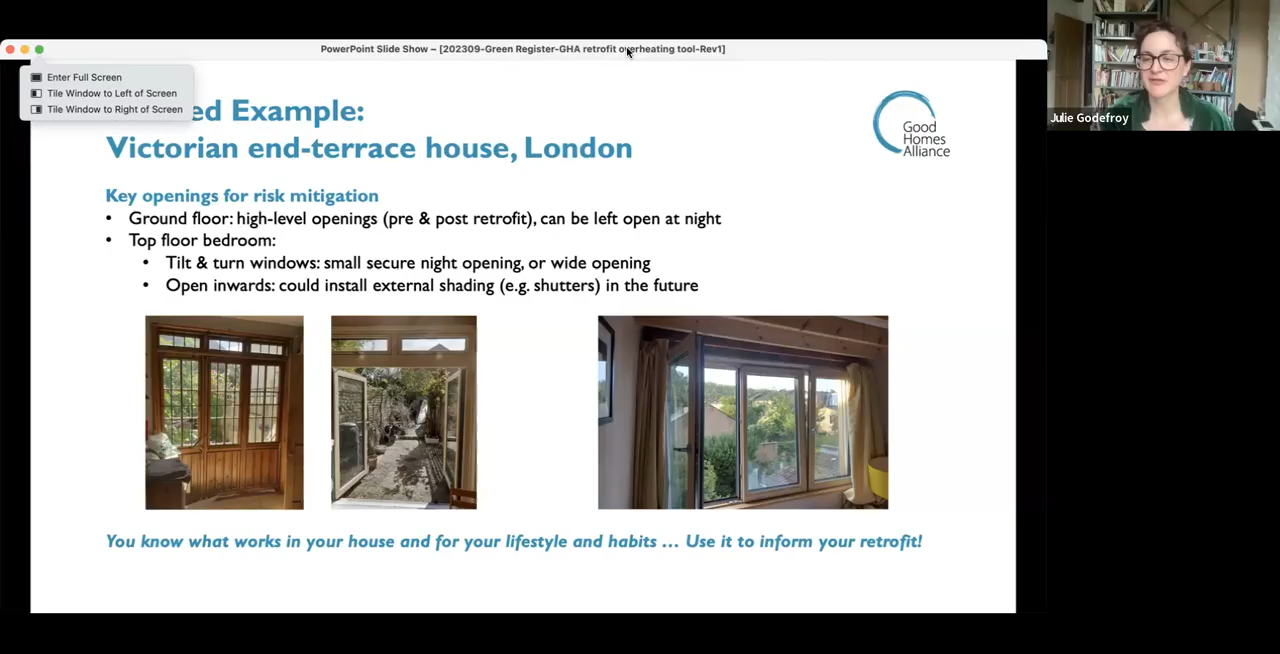 PowerPoint Slide Show – [202309-Green Register-GHA retrofit overheating tool-Rev1]
Enter Full Screen
Tile Window to Left of Screen
Tile Window to Right of Screen
Julie Godefroy
ed Example:
Victorian end-terrace house, London
Good
Homes
Alliance
Key openings for risk mitigation
• Ground floor: high-level openings (pre & post retrofit), can be left open at night
• Top floor bedroom:
• Tilt & turn windows: small secure night opening, or wide opening
• Open inwards: could install external shading (e.g. shutters) in the future
You know what works in your house and for your lifestyle and habits … Use it to inform your retrofit!